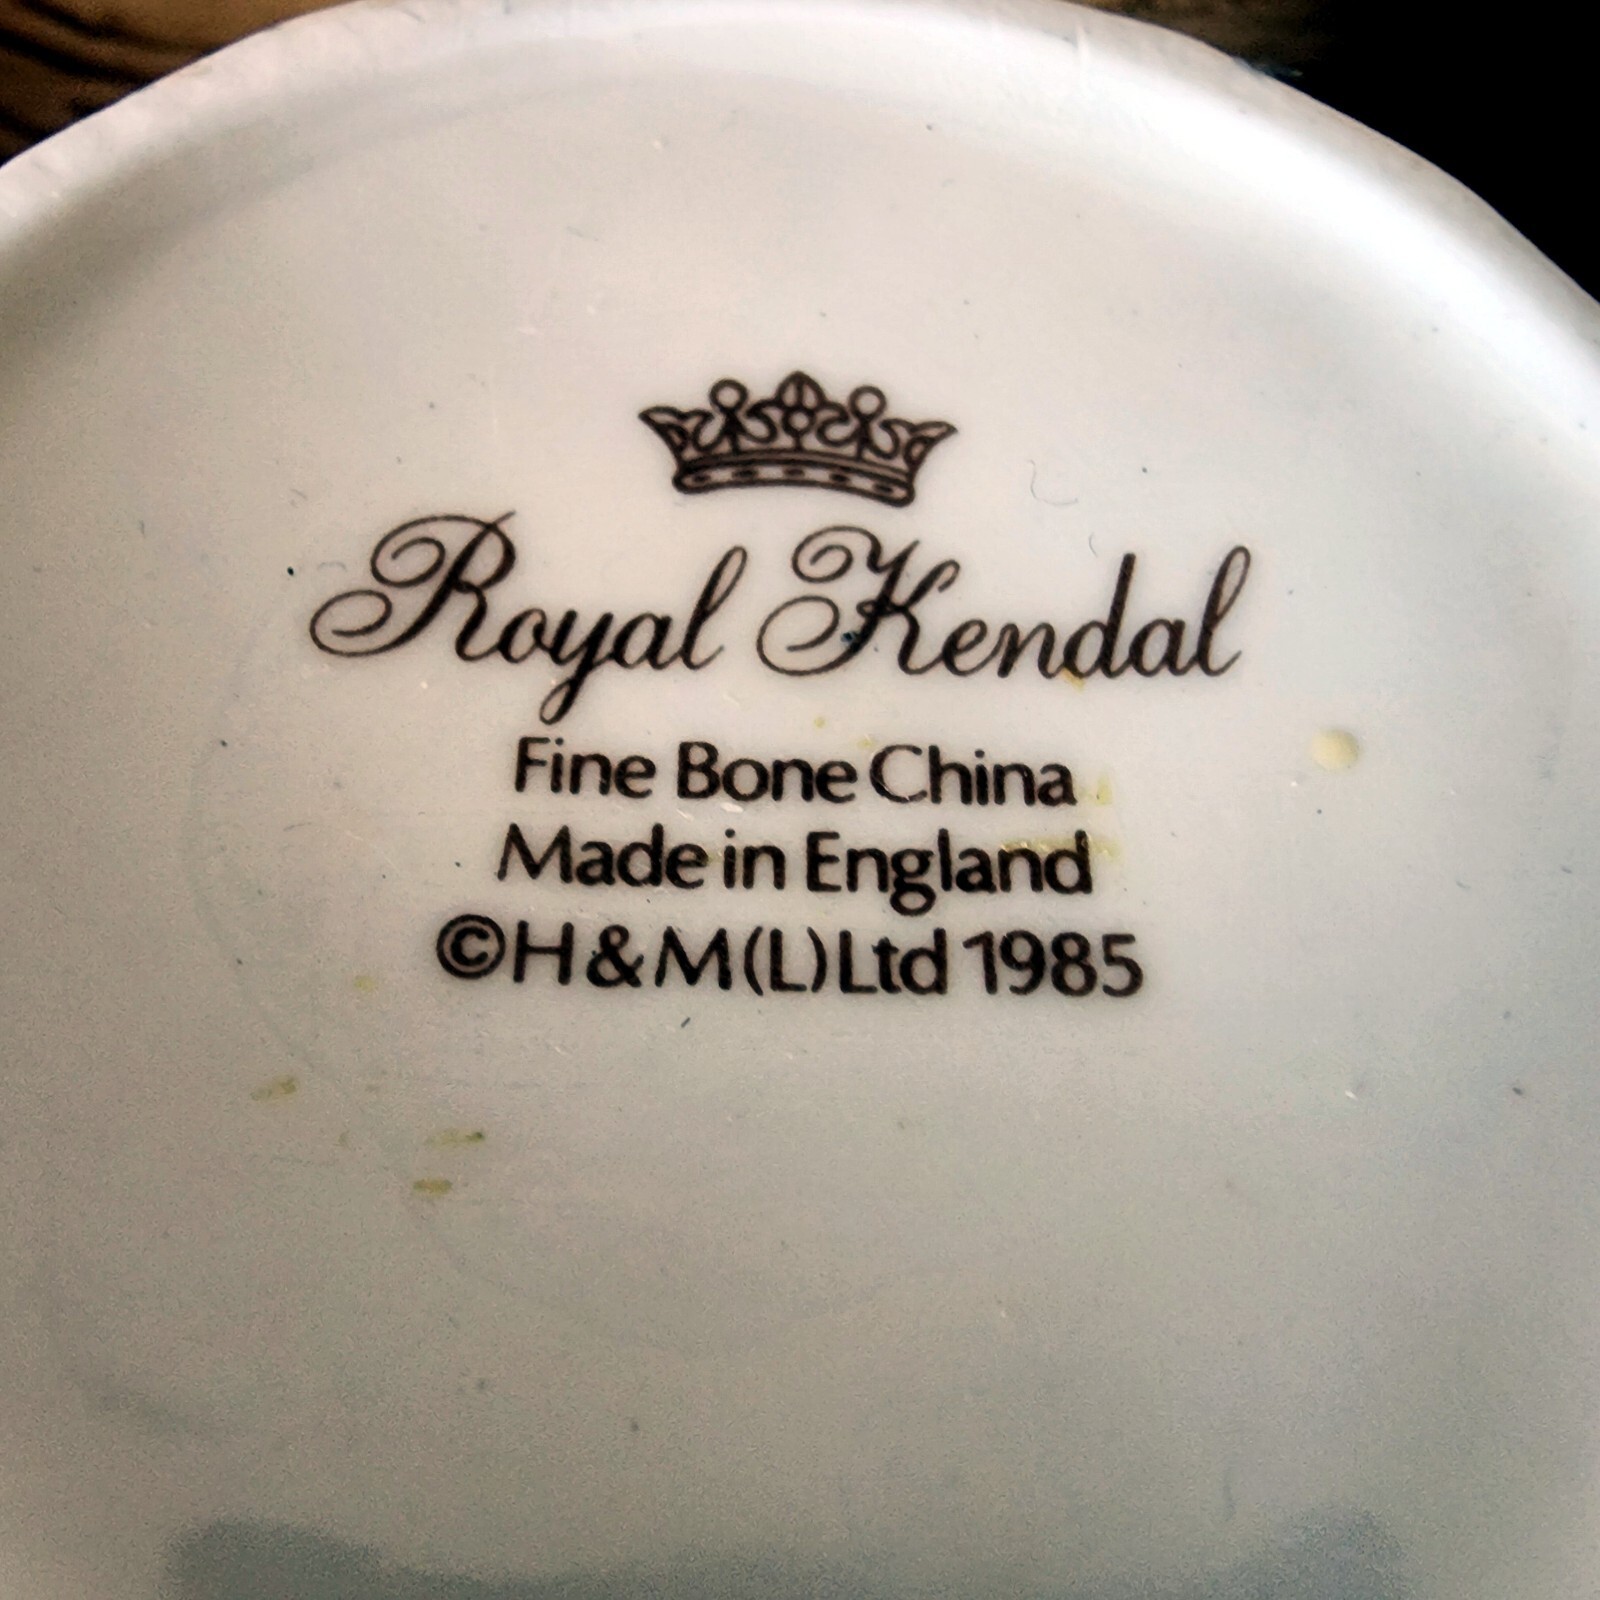 Royal Kendal
Fine Bone China
Made in England
©H&M(L)Ltd 1985